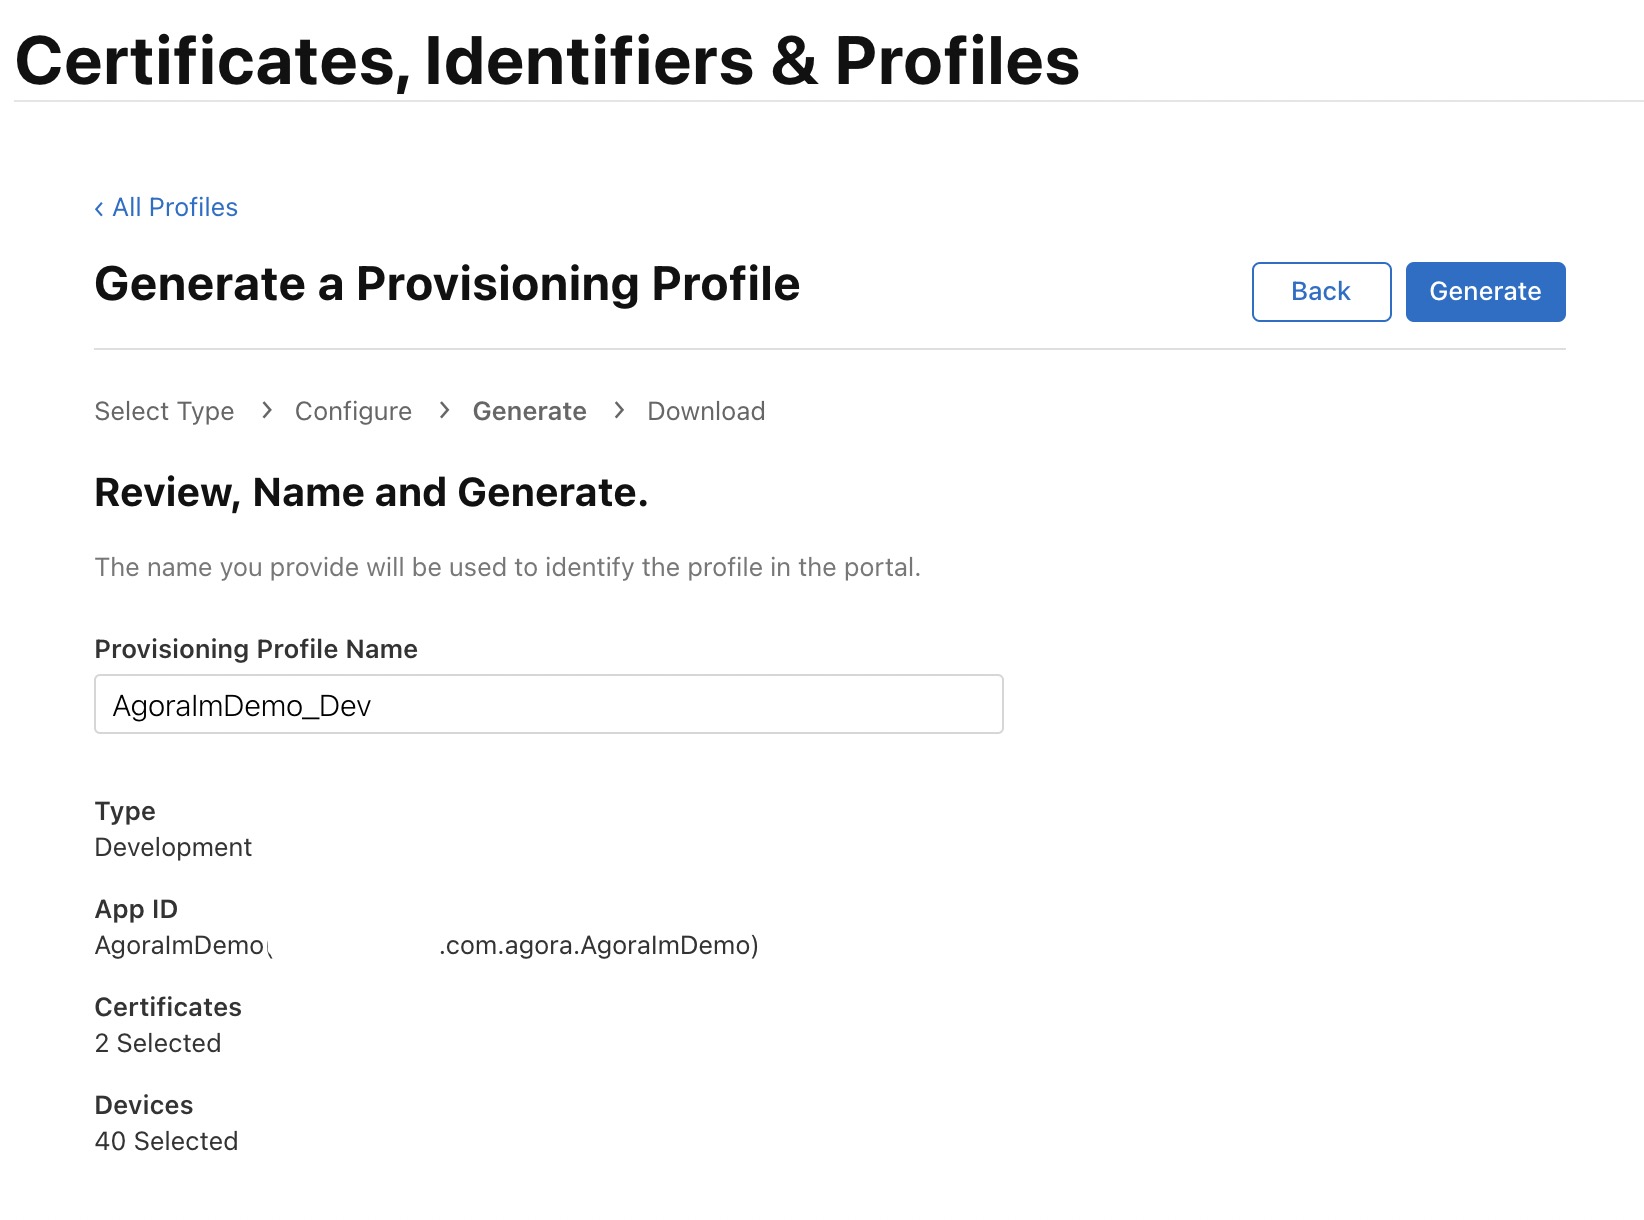 Certificates, Identifiers & Profiles
‹ All Profiles
Generate a Provisioning Profile
Back
Generate
Select Type > Configure > Generate > Download
Review, Name and Generate.
The name you provide will be used to identify the profile in the portal.
Provisioning Profile Name
AgoraImDemo_Dev
Type
Development
App ID
AgoraImDemo( .com.agora.AgoraImDemo)
Certificates
2 Selected
Devices
40 Selected